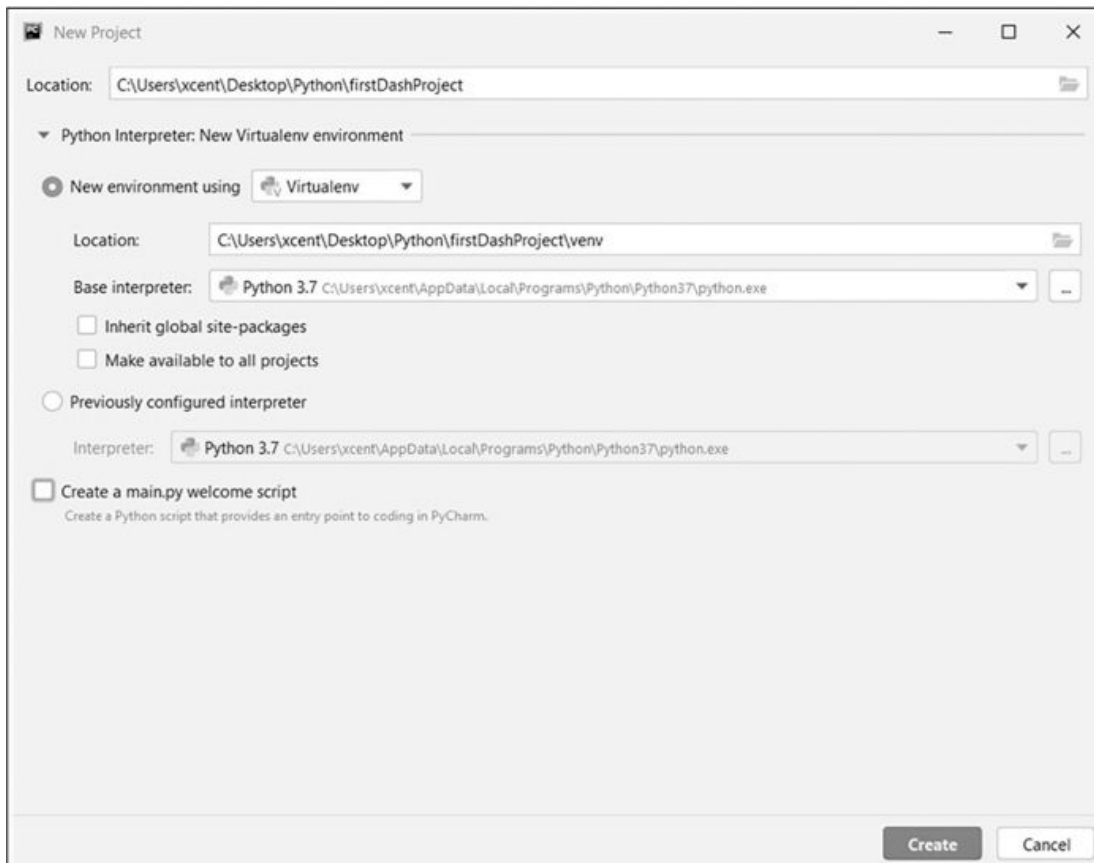 PC New Project
Location: C:\Users\xcent\Desktop\Python\firstDashProject
Python Interpreter: New Virtualenv environment
New environment using Virtualenv
Location: C:\Users\xcent\Desktop\Python\firstDashProject\venv
Base interpreter: Python 3.7 C:\Users\xcent\AppData\Local\Programs\Python\Python37\python.exe ...
Inherit global site-packages
Make available to all projects
Previously configured interpreter
Interpreter: Python 3.7 C:\Users\xcent\AppData\Local\Programs\Python\Python37\python.exe ...
Create a main.py welcome script
Create a Python script that provides an entry point to coding in PyCharm.
Create Cancel